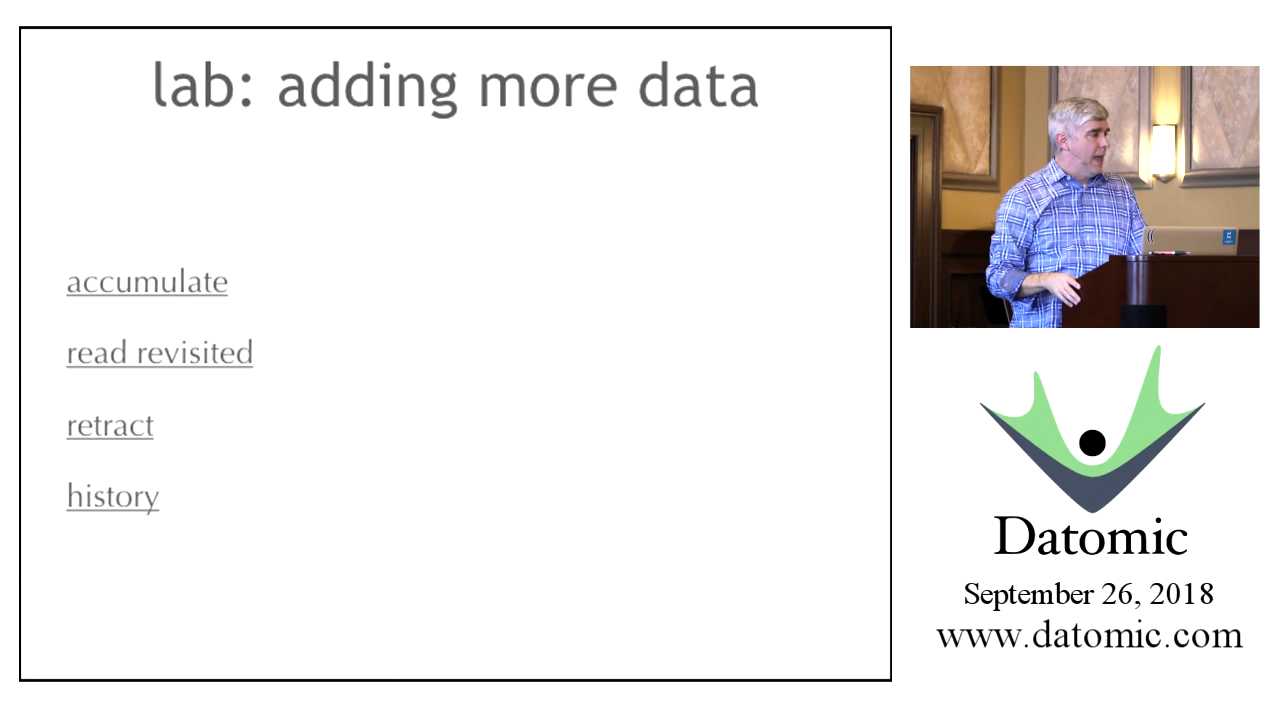 lab: adding more data
accumulate
read revisited
retract
history
Datomic
September 26, 2018
www.datomic.com